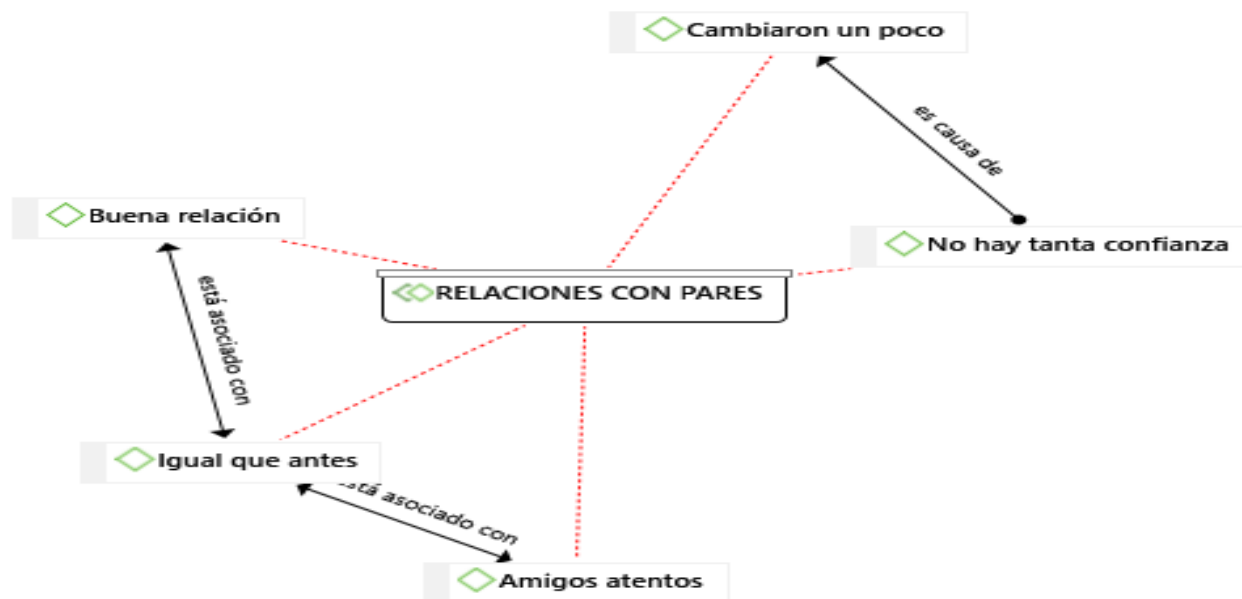 Cambiaron un poco
es causa de
Buena relación
No hay tanta confianza
RELACIONES CON PARES
está asociado con
Igual que antes
está asociado con
Amigos atentos